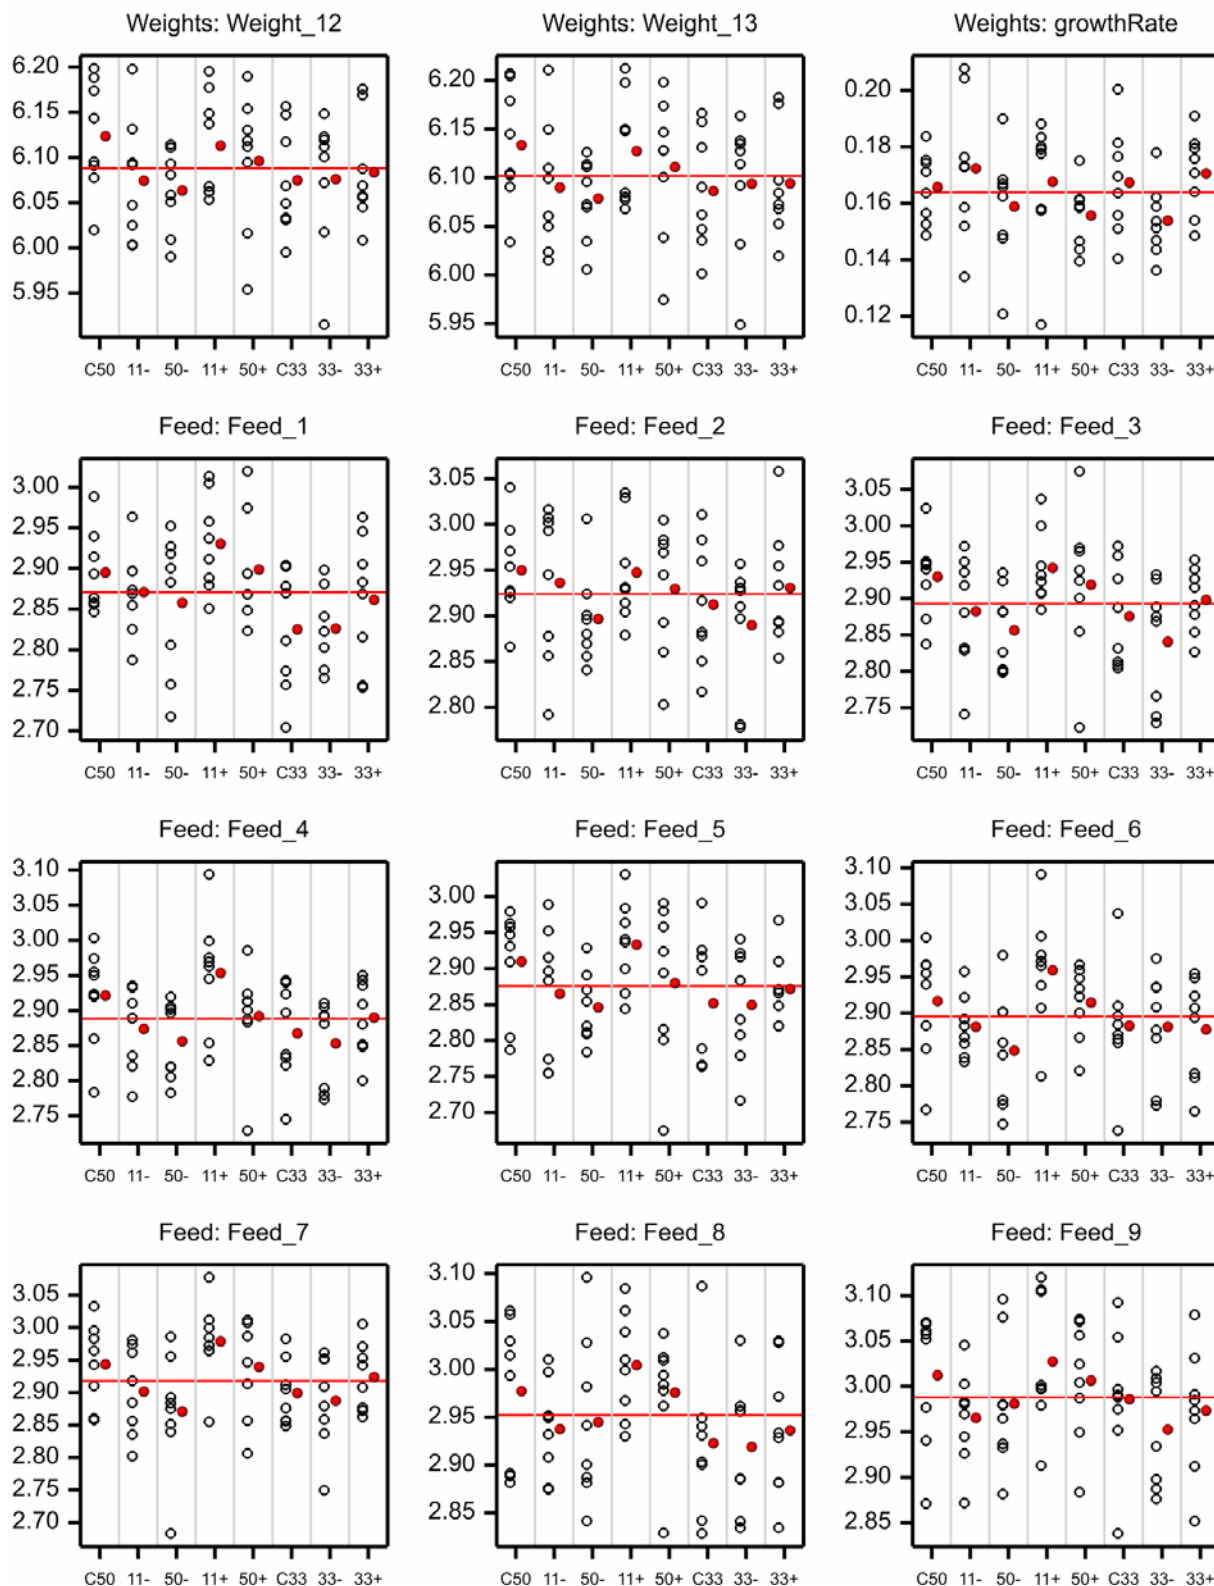 Weights: Weight_12 Weights: Weight_13 Weights: growthRate
6.20 6.20 0.20
6.15 6.15 0.18
6.10 6.10 0.16
6.05 6.05 0.14
6.00 6.00 0.12
5.95 5.95
C50 11- 50- 11+ 50+ C33 33- 33+ C50 11- 50- 11+ 50+ C33 33- 33+ C50 11- 50- 11+ 50+ C33 33- 33+
Feed: Feed_1 Feed: Feed_2 Feed: Feed_3
3.00 3.05 3.05
2.95 3.00 3.00
2.90 2.95 2.95
2.85 2.90 2.90
2.80 2.85 2.85
2.75 2.80 2.80
2.70 2.75
C50 11- 50- 11+ 50+ C33 33- 33+ C50 11- 50- 11+ 50+ C33 33- 33+ C50 11- 50- 11+ 50+ C33 33- 33+
Feed: Feed_4 Feed: Feed_5 Feed: Feed_6
3.10 3.00 3.10
3.05 2.95 3.05
3.00 2.90 3.00
2.95 2.85 2.95
2.90 2.80 2.90
2.85 2.75 2.85
2.80 2.70 2.80
2.75 2.75
C50 11- 50- 11+ 50+ C33 33- 33+ C50 11- 50- 11+ 50+ C33 33- 33+ C50 11- 50- 11+ 50+ C33 33- 33+
Feed: Feed_7 Feed: Feed_8 Feed: Feed_9
3.05 3.10 3.10
3.00 3.05 3.05
2.95 3.00 3.00
2.90 2.95 2.95
2.85 2.90 2.90
2.80 2.85 2.85
2.75
2.70
C50 11- 50- 11+ 50+ C33 33- 33+ C50 11- 50- 11+ 50+ C33 33- 33+ C50 11- 50- 11+ 50+ C33 33- 33+